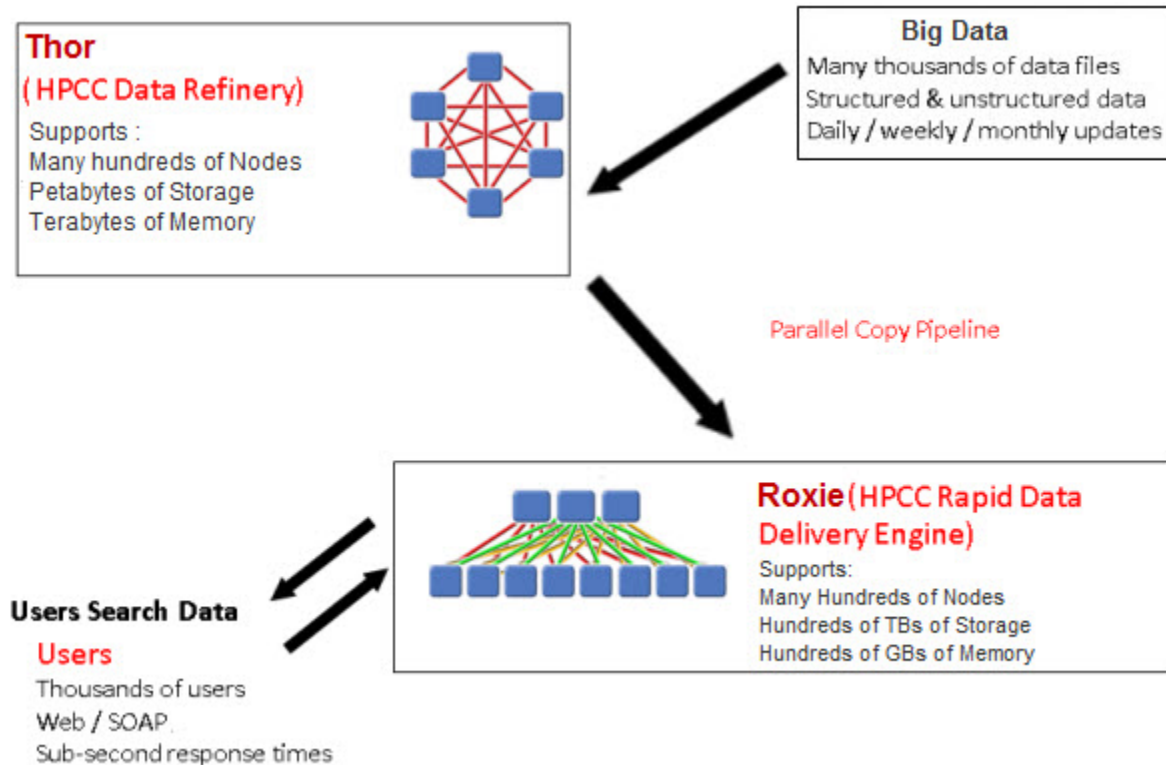 Thor
( HPCC Data Refinery)
Supports :
Many hundreds of Nodes
Petabytes of Storage
Terabytes of Memory
Big Data
Many thousands of data files
Structured & unstructured data
Daily / weekly / monthly updates
Parallel Copy Pipeline
Roxie (HPCC Rapid Data
Delivery Engine)
Supports:
Many Hundreds of Nodes
Hundreds of TBs of Storage
Hundreds of GBs of Memory
Users Search Data
Users
Thousands of users
Web / SOAP
Sub-second response times